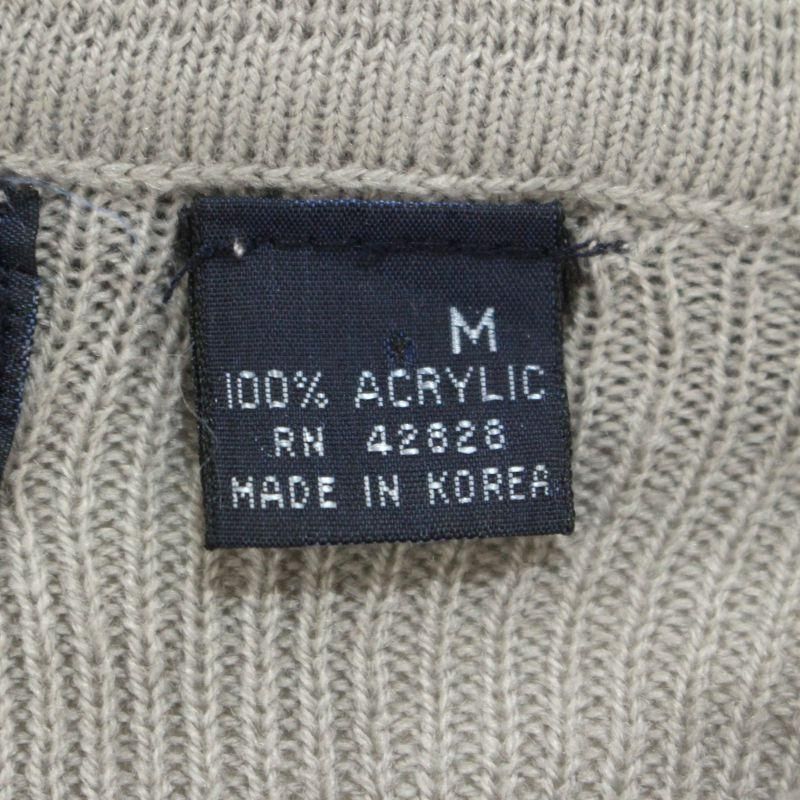 M
100% ACRYLIC
RN 42828
MADE IN KOREA